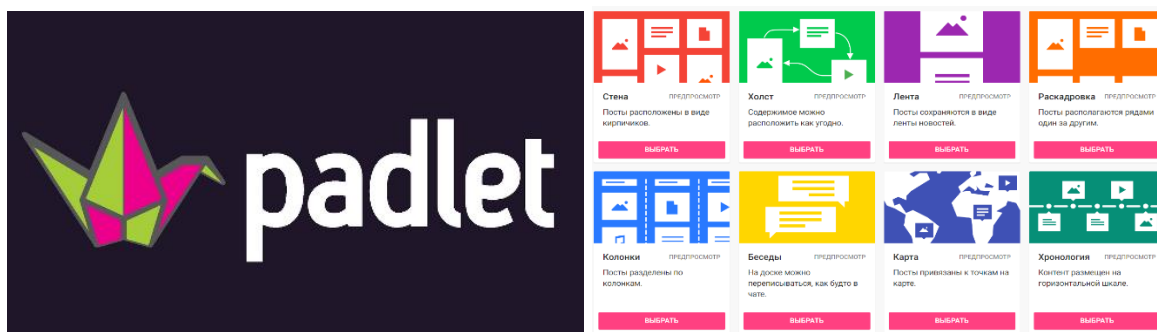 padlet
Стена ПРЕДПРОСМОТР
Посты расположены в виде
кирпичиков.
ВЫБРАТЬ
Холст ПРЕДПРОСМОТР
Содержимое можно
расположить как угодно.
ВЫБРАТЬ
Лента ПРЕДПРОСМОТР
Посты сохраняются в виде
ленты новостей.
ВЫБРАТЬ
Раскадровка ПРЕДПРОСМОТР
Посты располагаются рядами
один за другим.
ВЫБРАТЬ
Колонки ПРЕДПРОСМОТР
Посты разделены по
колонкам.
ВЫБРАТЬ
Беседы ПРЕДПРОСМОТР
На доске можно
переписываться, как будто в
чате.
ВЫБРАТЬ
Карта ПРЕДПРОСМОТР
Посты привязаны к точкам на
карте.
ВЫБРАТЬ
Хронология ПРЕДПРОСМОТР
Контент размещен на
горизонтальной шкале.
ВЫБРАТЬ